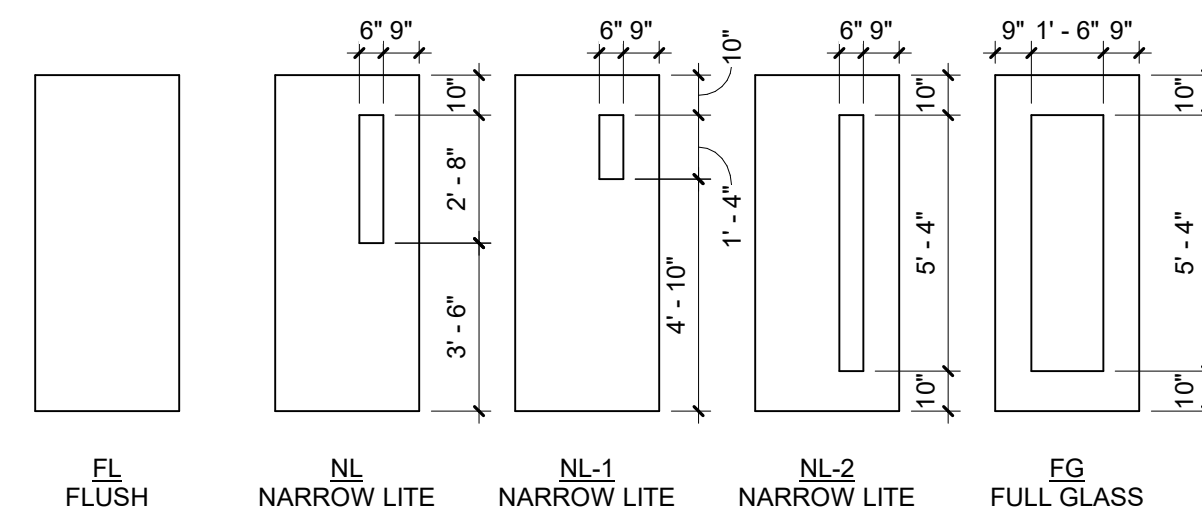 6" 9"
10"
2' - 8"
3' - 6"
6" 9"
10"
1' - 4"
4' - 10"
6" 9"
10"
5' - 4"
10"
9" 1' - 6" 9"
10"
5' - 4"
10"
FL
FLUSH
NL
NARROW LITE
NL-1
NARROW LITE
NL-2
NARROW LITE
FG
FULL GLASS